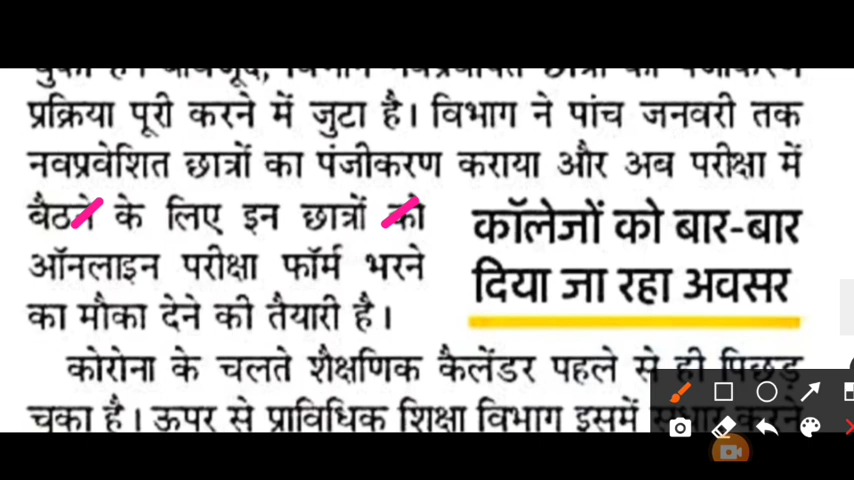 प्रक्रिया पूरी करने में जुटा है। विभाग ने पांच जनवरी तक
नवप्रवेशित छात्रों का पंजीकरण कराया और अब परीक्षा में
बैठने के लिए इन छात्रों को
ऑनलाइन परीक्षा फॉर्म भरने
का मौका देने की तैयारी है।
कॉलेजों को बार-बार
दिया जा रहा अवसर
कोरोना के चलते शैक्षणिक कैलेंडर पहले से ही पिछड़
चुका है। ऊपर से प्राविधिक शिक्षा विभाग इसमें सुधार करने